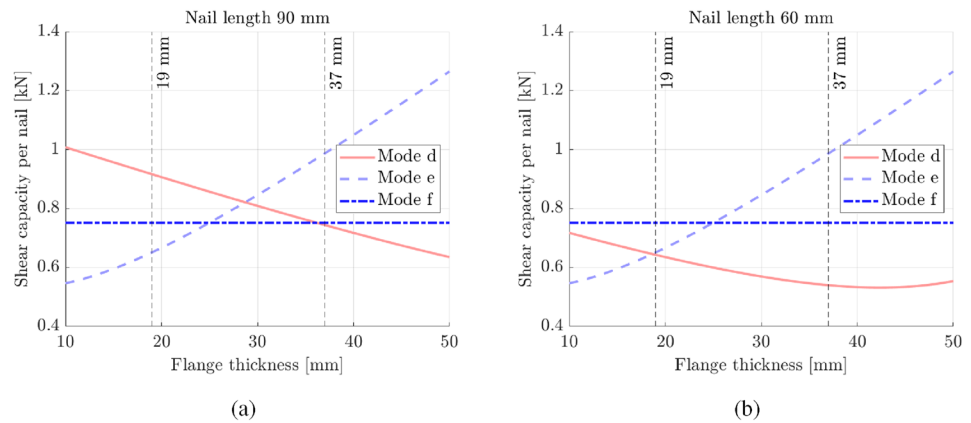 Nail length 90 mm
Shear capacity per nail [kN]
1.4
1.2
1
0.8
0.6
0.4
19 mm
37 mm
Mode d
Mode e
Mode f
10
20
30
40
50
Flange thickness [mm]
(a)
Nail length 60 mm
Shear capacity per nail [kN]
1.4
1.2
1
0.8
0.6
0.4
19 mm
37 mm
Mode d
Mode e
Mode f
10
20
30
40
50
Flange thickness [mm]
(b)